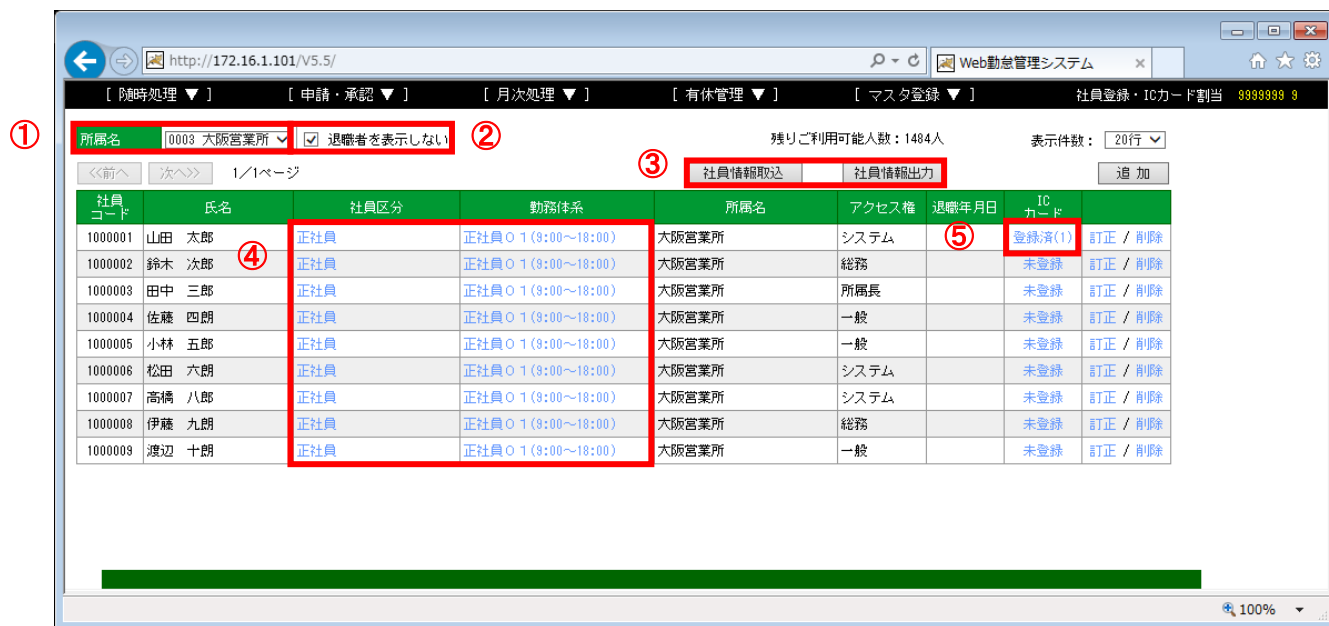 http://172.16.1.101/V5.5/ Web勤怠管理システム
[ 随時処理 ▼ ] [ 申請・承認 ▼ ] [ 月次処理 ▼ ] [ 有休管理 ▼ ] [ マスタ登録 ▼ ] 社員登録・ICカード割当 9999999 9
① 所属名 0003 大阪営業所 ✓ 退職者を表示しない ② 残りご利用可能人数：1484人 表示件数： 20行
<<前へ 次へ>> 1/1ページ ③ 社員情報取込 社員情報出力 追 加
社員コード 氏名 社員区分 勤務体系 所属名 アクセス権 退職年月日 ICカード
1000001 山田 太郎 正社員 正社員０１(9:00～18:00) 大阪営業所 システム ⑤ 登録済(1) 訂正 / 削除
1000002 鈴木 次郎 ④ 正社員 正社員０１(9:00～18:00) 大阪営業所 総務 未登録 訂正 / 削除
1000003 田中 三郎 正社員 正社員０１(9:00～18:00) 大阪営業所 所属長 未登録 訂正 / 削除
1000004 佐藤 四朗 正社員 正社員０１(9:00～18:00) 大阪営業所 一般 未登録 訂正 / 削除
1000005 小林 五郎 正社員 正社員０１(9:00～18:00) 大阪営業所 一般 未登録 訂正 / 削除
1000006 松田 六朗 正社員 正社員０１(9:00～18:00) 大阪営業所 システム 未登録 訂正 / 削除
1000007 高橋 八郎 正社員 正社員０１(9:00～18:00) 大阪営業所 システム 未登録 訂正 / 削除
1000008 伊藤 九朗 正社員 正社員０１(9:00～18:00) 大阪営業所 総務 未登録 訂正 / 削除
1000009 渡辺 十朗 正社員 正社員０１(9:00～18:00) 大阪営業所 一般 未登録 訂正 / 削除
100%